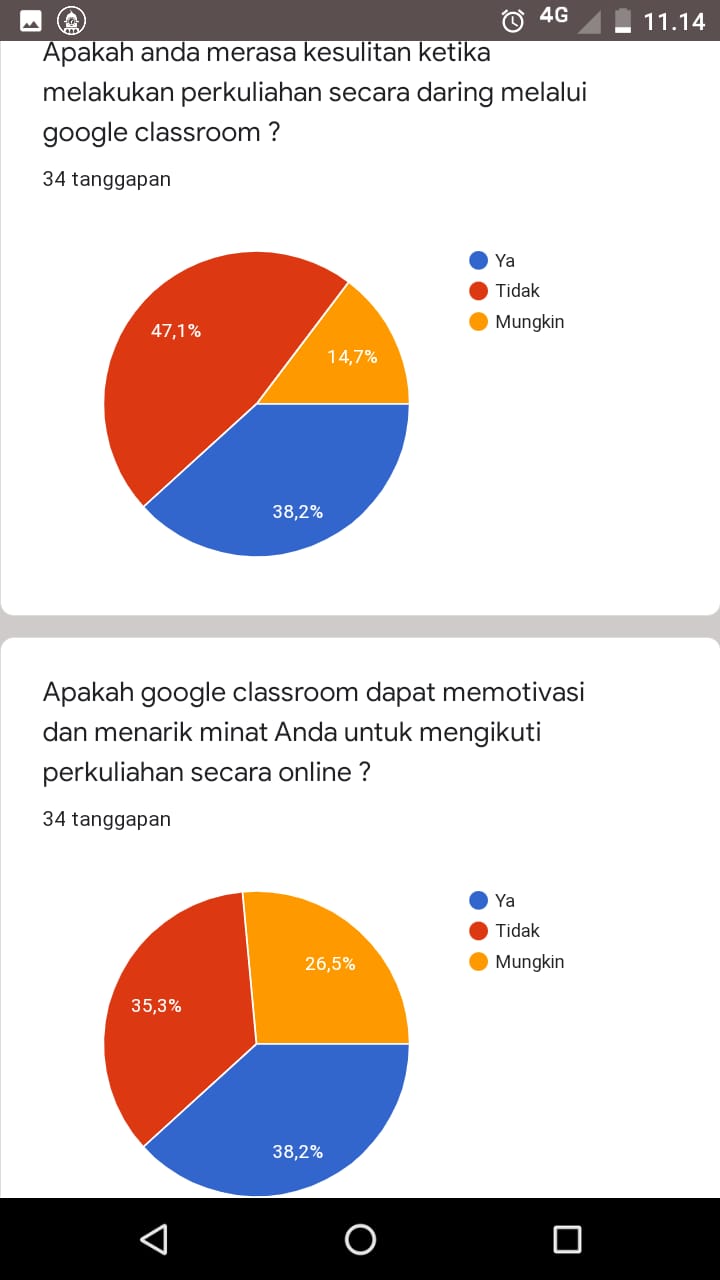 4G 11.14
Apakah anda merasa kesulitan ketika
melakukan perkuliahan secara daring melalui
google classroom ?
34 tanggapan
Ya
Tidak
Mungkin
47,1%
14,7%
38,2%
Apakah google classroom dapat memotivasi
dan menarik minat Anda untuk mengikuti
perkuliahan secara online ?
34 tanggapan
Ya
Tidak
Mungkin
26,5%
35,3%
38,2%